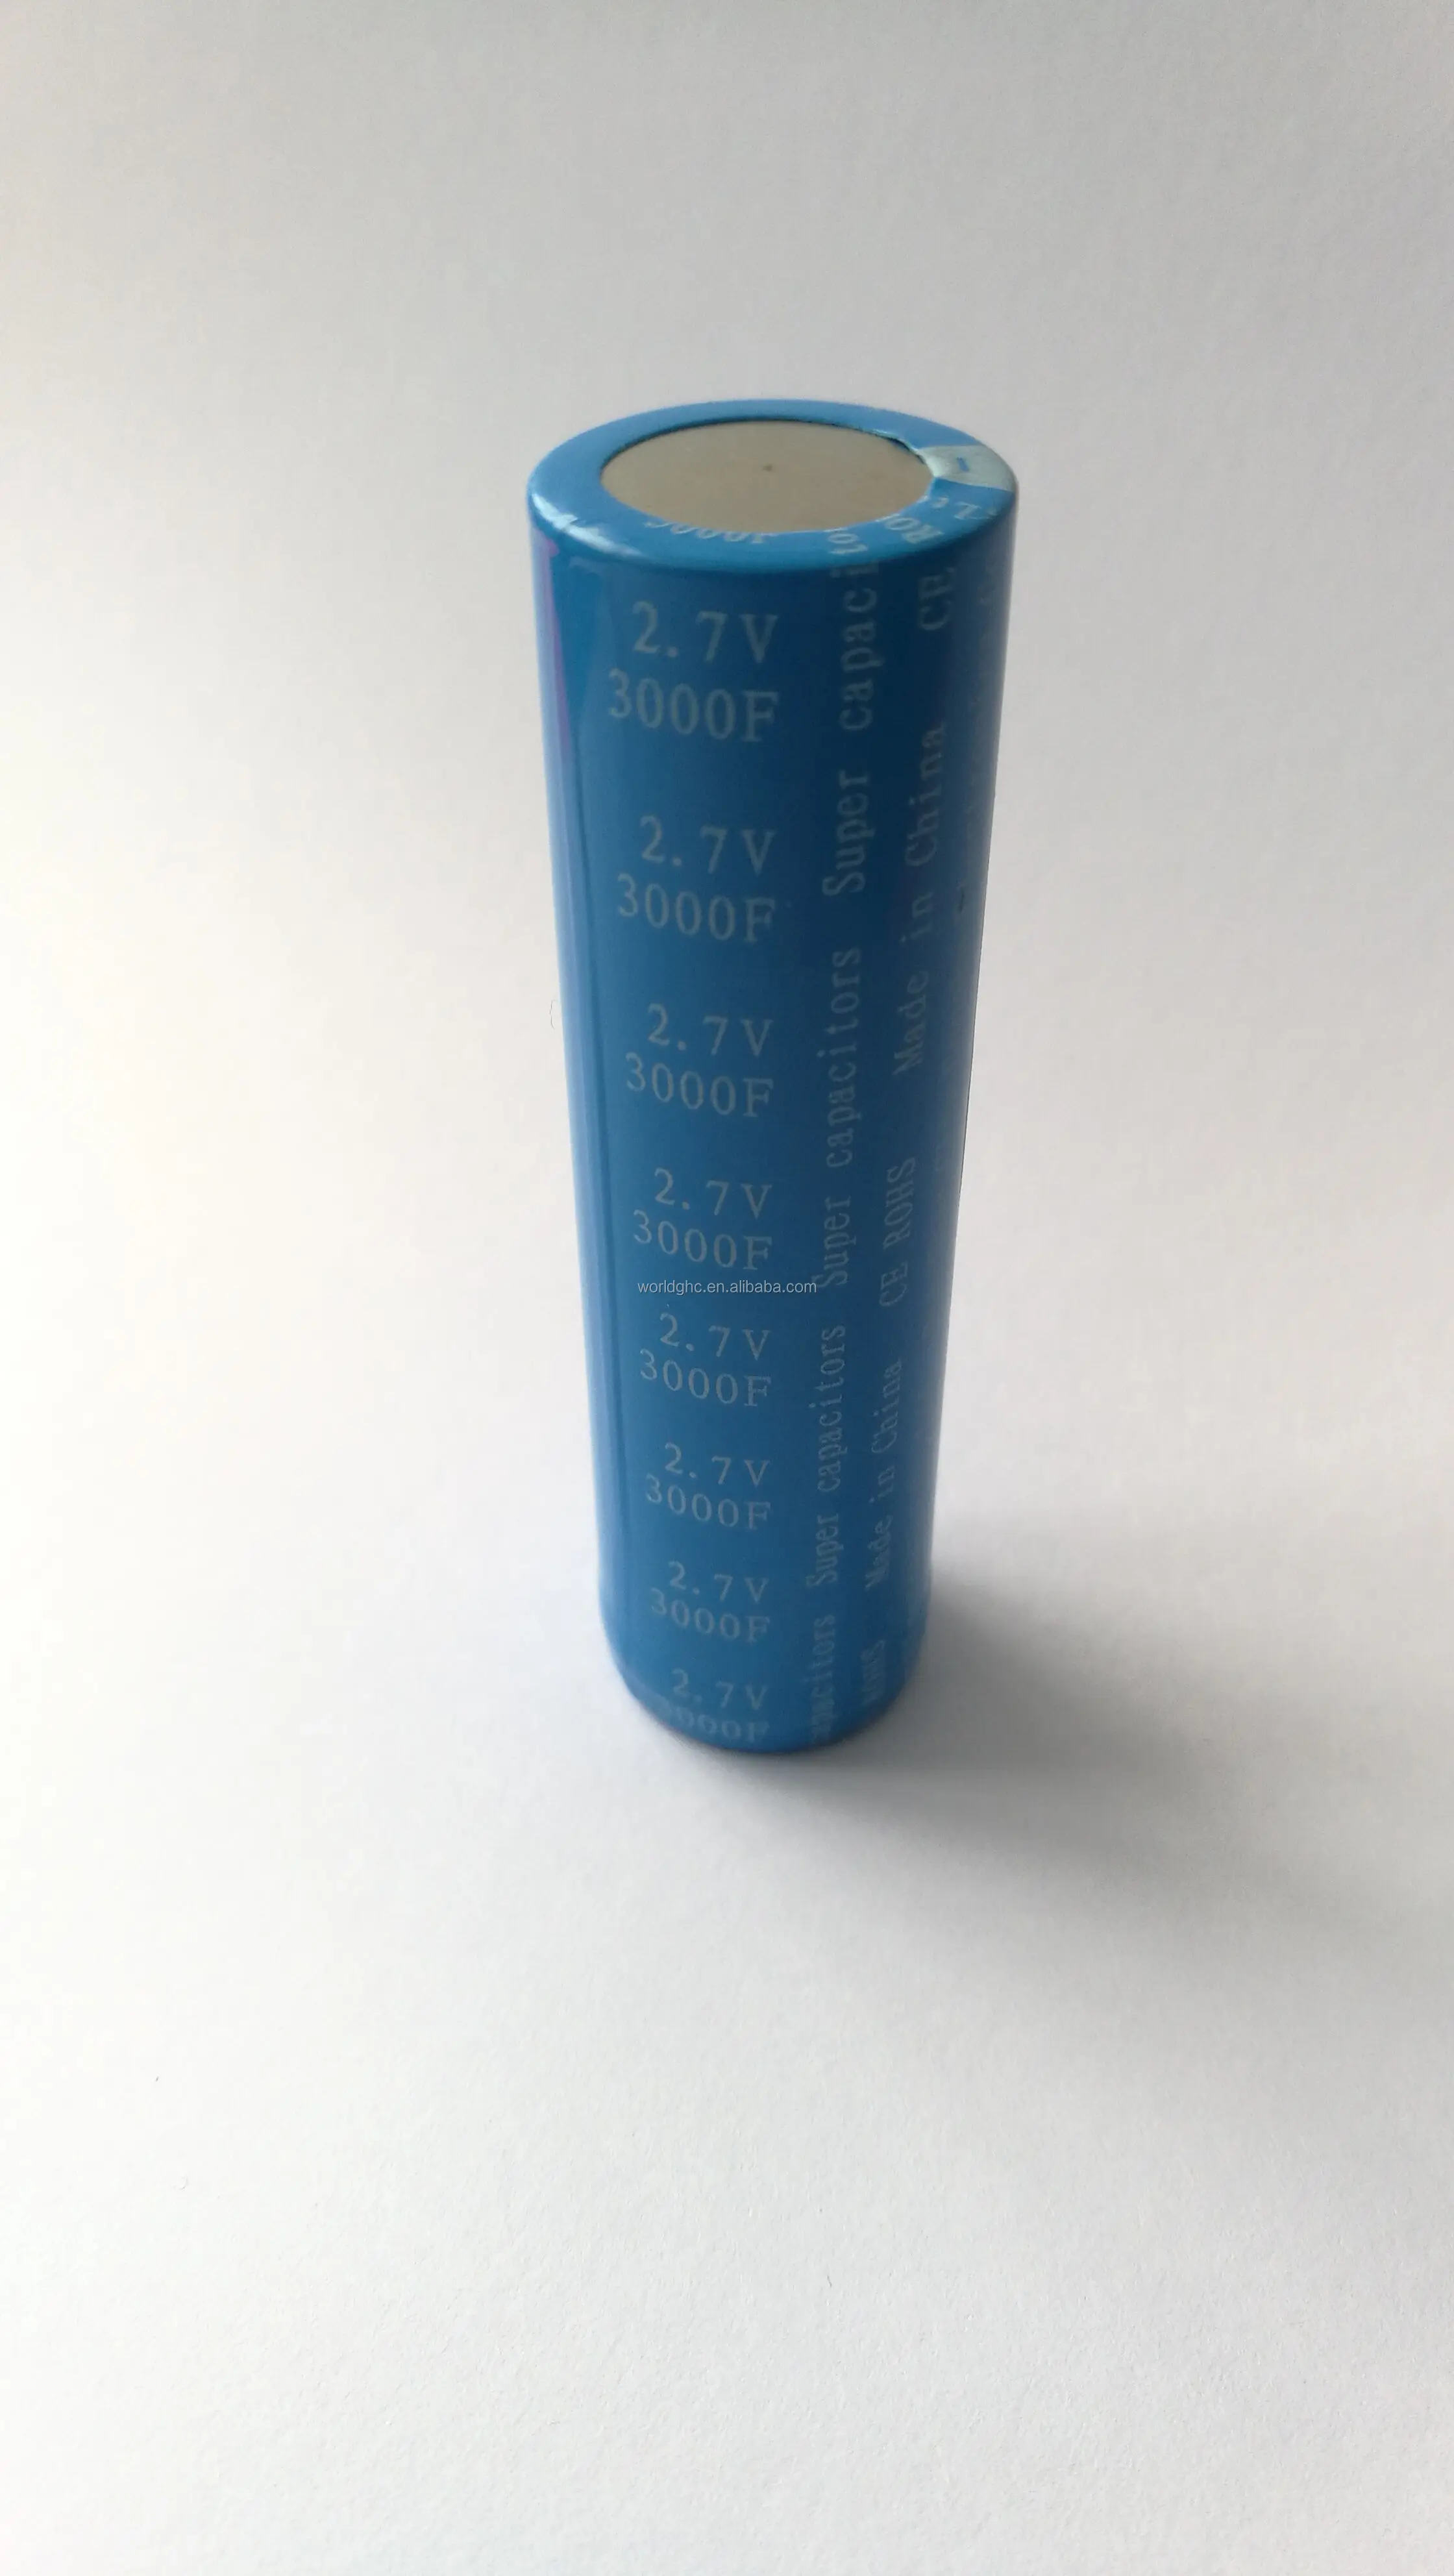 2.7V
3000F
2.7V
3000F
2.7V
3000F
2.7V
3000F
2.7V
3000F
2.7V
3000F
2.7V
3000F
2.7V
3000F
Super capacitors Super capacitors Super capaci
Made in China CE ROHS Made in China CE
worldghc.en.alibaba.com